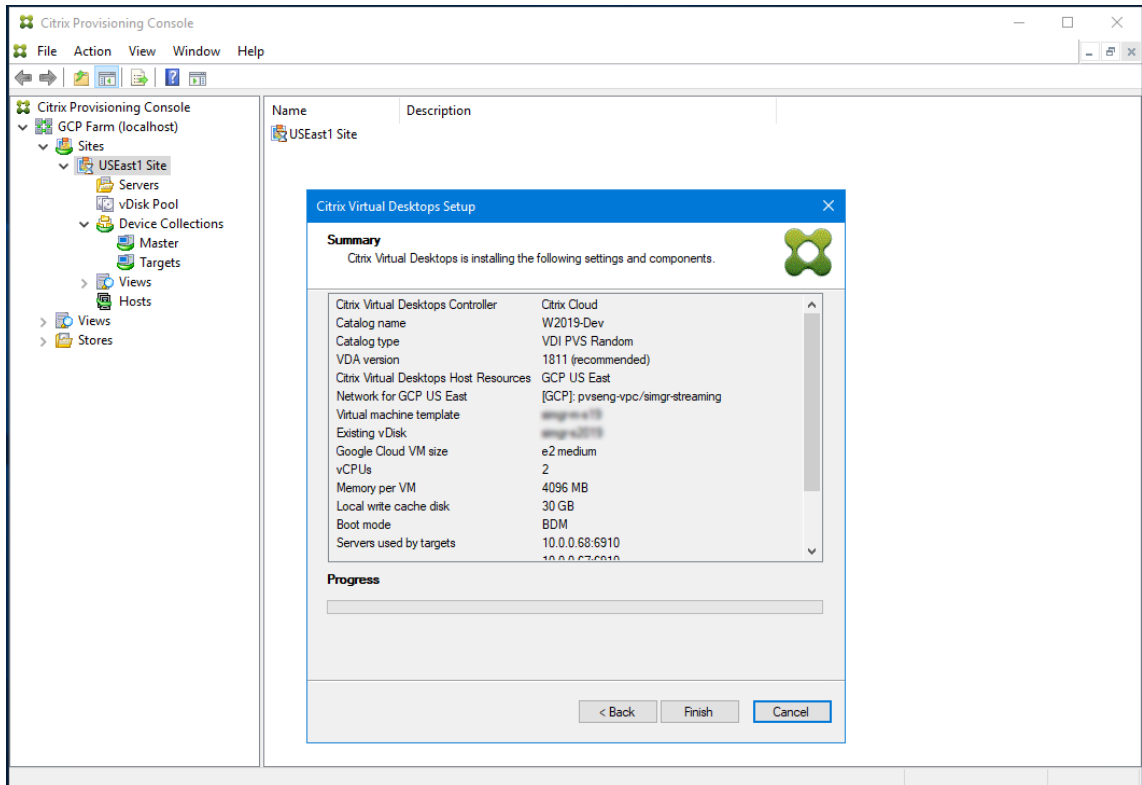 Citrix Provisioning Console
File Action View Window Help
Citrix Provisioning Console
GCP Farm (localhost)
Sites
USEast1 Site
Servers
vDisk Pool
Device Collections
Master
Targets
Views
Hosts
Views
Stores
Name Description
USEast1 Site
Citrix Virtual Desktops Setup
Summary
Citrix Virtual Desktops is installing the following settings and components.
Citrix Virtual Desktops Controller Citrix Cloud
Catalog name W2019-Dev
Catalog type VDI PVS Random
VDA version 1811 (recommended)
Citrix Virtual Desktops Host Resources GCP US East
Network for GCP US East [GCP]: pvseng-vpc/simgr-streaming
Virtual machine template
Existing vDisk
Google Cloud VM size e2 medium
vCPUs 2
Memory per VM 4096 MB
Local write cache disk 30 GB
Boot mode BDM
Servers used by targets 10.0.0.68:6910
10.0.0.67:6910
Progress
< Back Finish Cancel